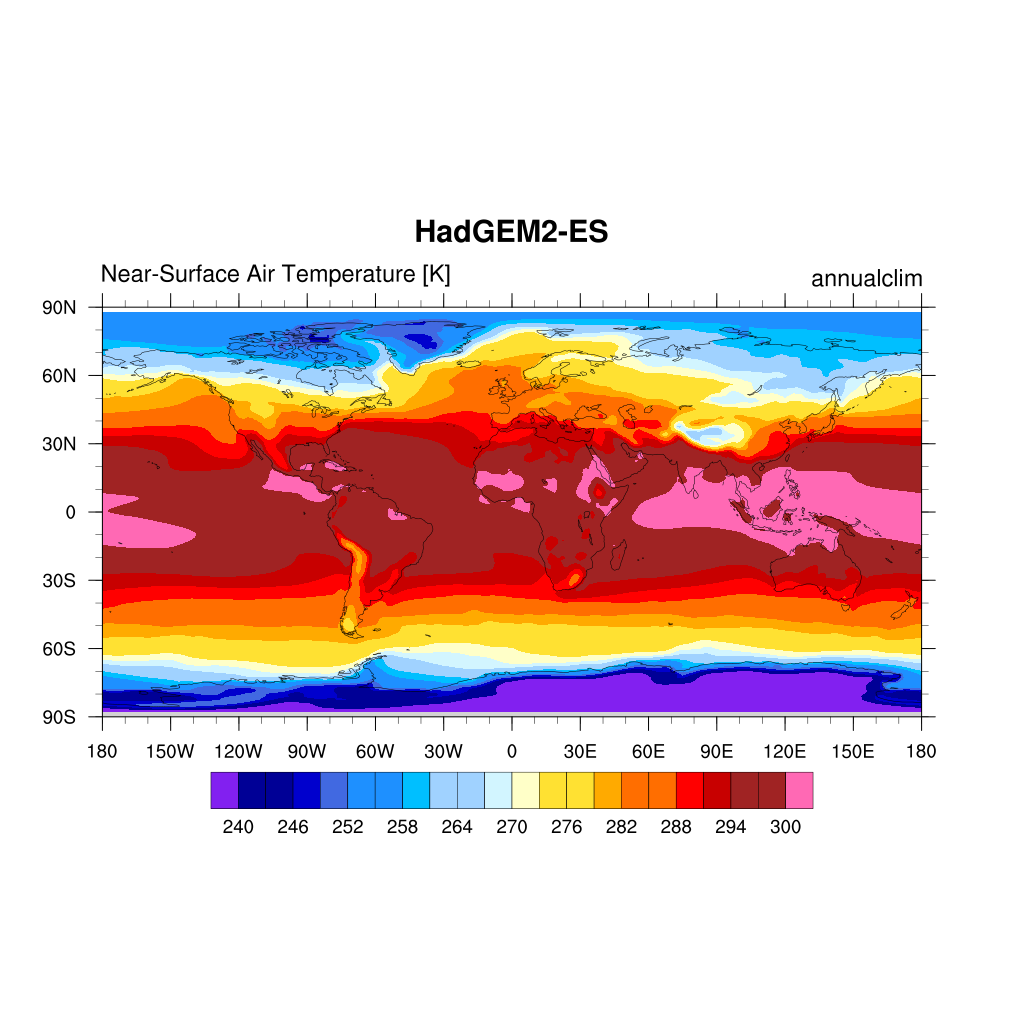 HadGEM2-ES
Near-Surface Air Temperature [K]
annualclim
90N
60N
30N
0
30S
60S
90S
180 150W 120W 90W 60W 30W 0 30E 60E 90E 120E 150E 180
240 246 252 258 264 270 276 282 288 294 300